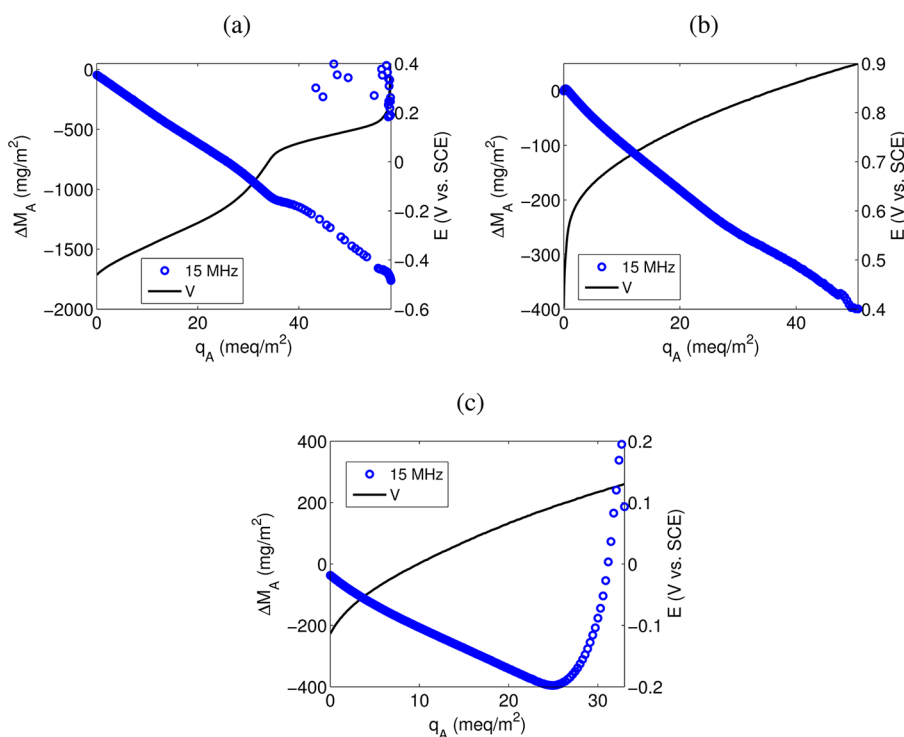 (a)
(b)
0
−500
−1000
−1500
−2000
ΔM_A (mg/m²)
0.4
0.2
0
−0.2
−0.4
−0.6
E (V vs. SCE)
15 MHz
V
0 20 40
q_A (meq/m²)
0
−100
−200
−300
−400
ΔM_A (mg/m²)
0.9
0.8
0.7
0.6
0.5
0.4
E (V vs. SCE)
15 MHz
V
0 20 40
q_A (meq/m²)
(c)
400
200
0
−200
−400
ΔM_A (mg/m²)
0.2
0.1
0
−0.1
−0.2
E (V vs. SCE)
15 MHz
V
0 10 20 30
q_A (meq/m²)